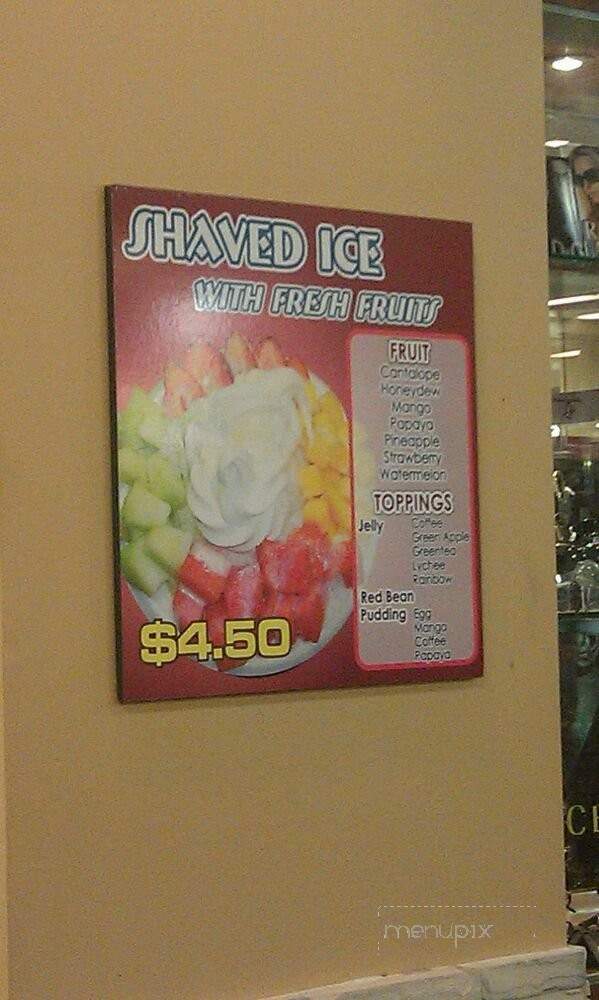 SHAVED ICE
WITH FRESH FRUITS
FRUIT
Cantalope
Honeydew
Mango
Papaya
Pineapple
Strawberry
Watermelon
TOPPINGS
Jelly Coffee
Green Apple
Greentea
Lychee
Rainbow
Red Bean
Pudding Egg
Mango
Coffee
Papaya
$4.50
menupix